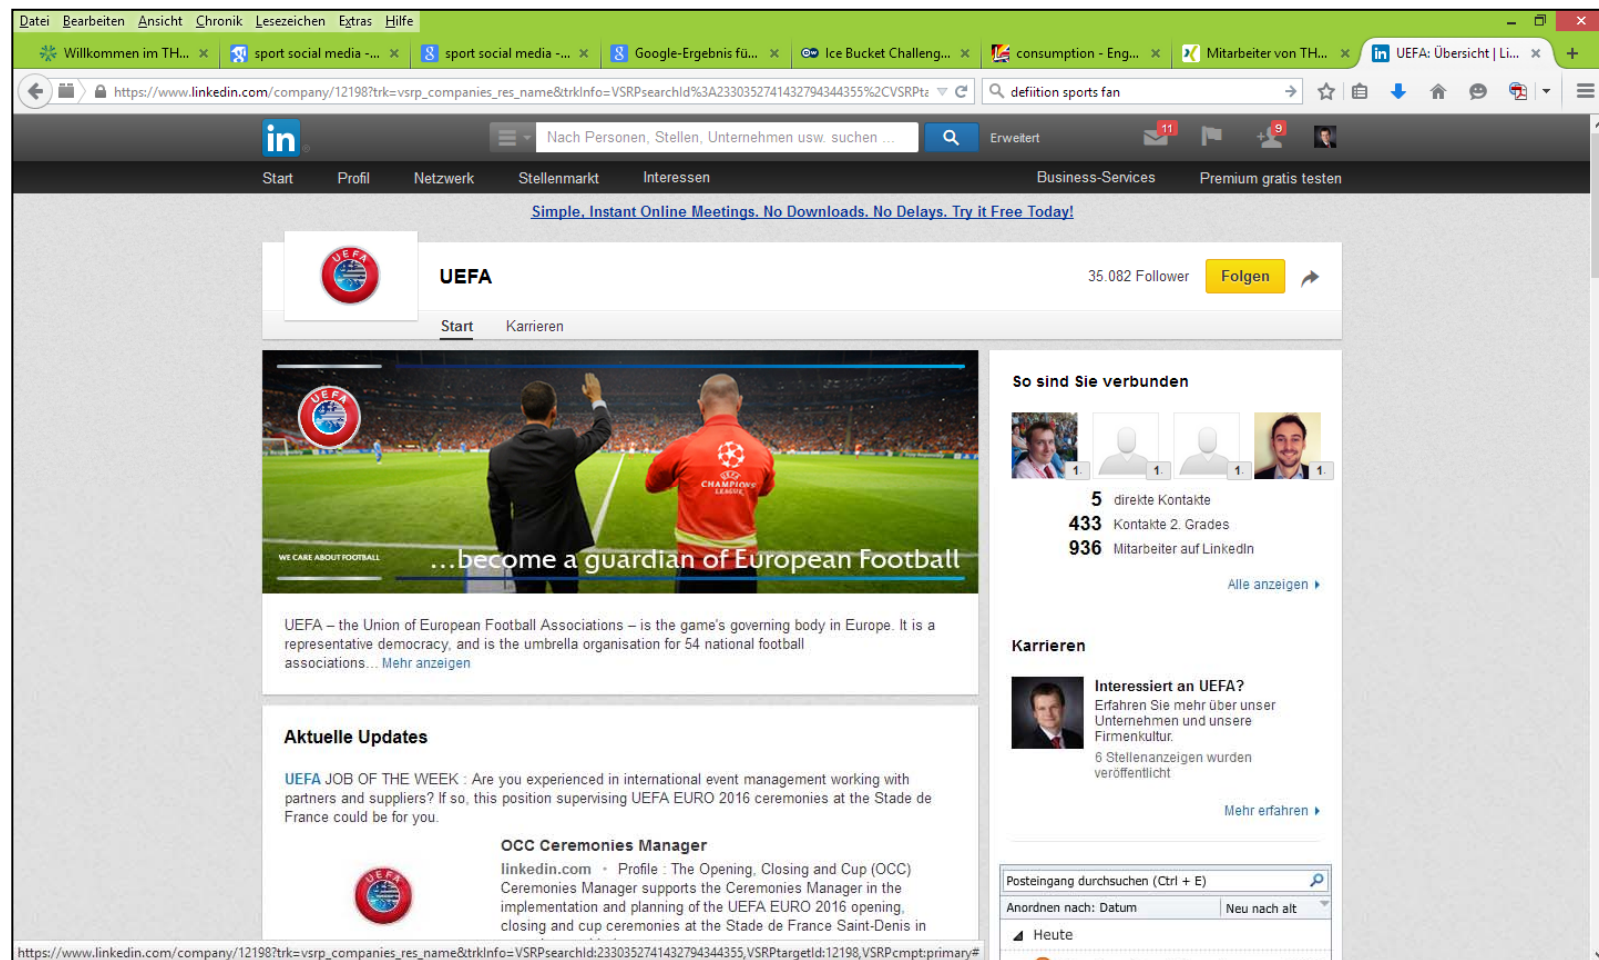 Datei Bearbeiten Ansicht Chronik Lesezeichen Extras Hilfe
Willkommen im TH... sport social media -... sport social media -... Google-Ergebnis fü... Ice Bucket Challeng... consumption - Eng... Mitarbeiter von TH... UEFA: Übersicht | Li...
https://www.linkedin.com/company/12198?trk=vsrp_companies_res_name&trkInfo=VSRPsearchId%3A2330352741432794344355%2CVSRPta defiition sports fan
in Nach Personen, Stellen, Unternehmen usw. suchen ... Erweitert 11 9
Start Profil Netzwerk Stellenmarkt Interessen Business-Services Premium gratis testen
Simple, Instant Online Meetings. No Downloads. No Delays. Try it Free Today!
UEFA
UEFA 35.082 Follower Folgen
Start Karrieren
UEFA
CHAMPIONS
LEAGUE
WE CARE ABOUT FOOTBALL ...become a guardian of European Football
UEFA – the Union of European Football Associations – is the game's governing body in Europe. It is a
representative democracy, and is the umbrella organisation for 54 national football
associations... Mehr anzeigen
Aktuelle Updates
UEFA JOB OF THE WEEK : Are you experienced in international event management working with
partners and suppliers? If so, this position supervising UEFA EURO 2016 ceremonies at the Stade de
France could be for you.
UEFA
OCC Ceremonies Manager
linkedin.com · Profile : The Opening, Closing and Cup (OCC)
Ceremonies Manager supports the Ceremonies Manager in the
implementation and planning of the UEFA EURO 2016 opening,
closing and cup ceremonies at the Stade de France Saint-Denis in
So sind Sie verbunden
1. 1. 1. 1.
5 direkte Kontakte
433 Kontakte 2. Grades
936 Mitarbeiter auf LinkedIn
Alle anzeigen
Karrieren
Interessiert an UEFA?
Erfahren Sie mehr über unser
Unternehmen und unsere
Firmenkultur.
6 Stellenanzeigen wurden
veröffentlicht
Mehr erfahren
Posteingang durchsuchen (Ctrl + E)
Anordnen nach: Datum Neu nach alt
Heute
https://www.linkedin.com/company/12198?trk=vsrp_companies_res_name&trkInfo=VSRPsearchId:2330352741432794344355,VSRPtargetId:12198,VSRPcmpt:primary#